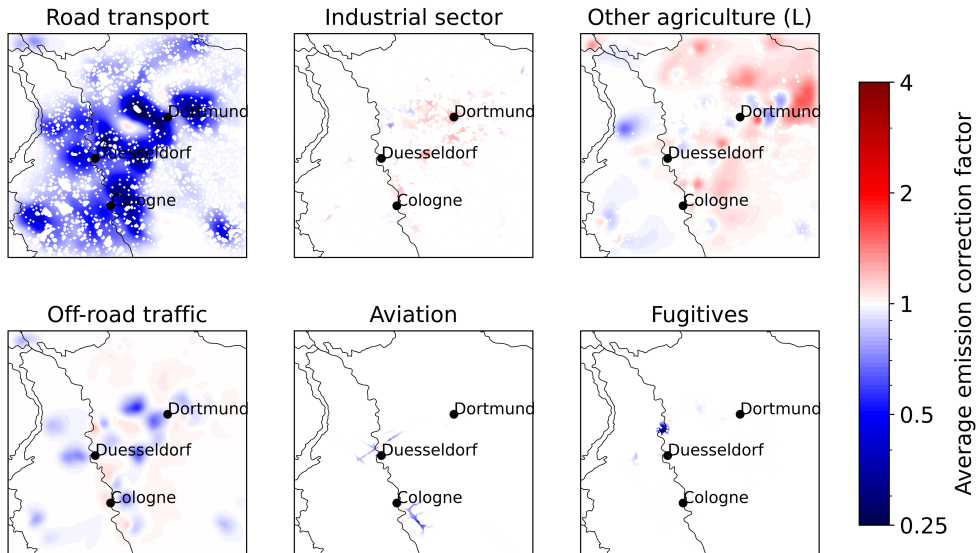 Road transport
Industrial sector
Other agriculture (L)
Dortmund
Duesseldorf
Cologne
Dortmund
Duesseldorf
Cologne
Dortmund
Duesseldorf
Cologne
Off-road traffic
Aviation
Fugitives
Dortmund
Duesseldorf
Cologne
Dortmund
Duesseldorf
Cologne
Dortmund
Duesseldorf
Cologne
4
2
1
0.5
0.25
Average emission correction factor